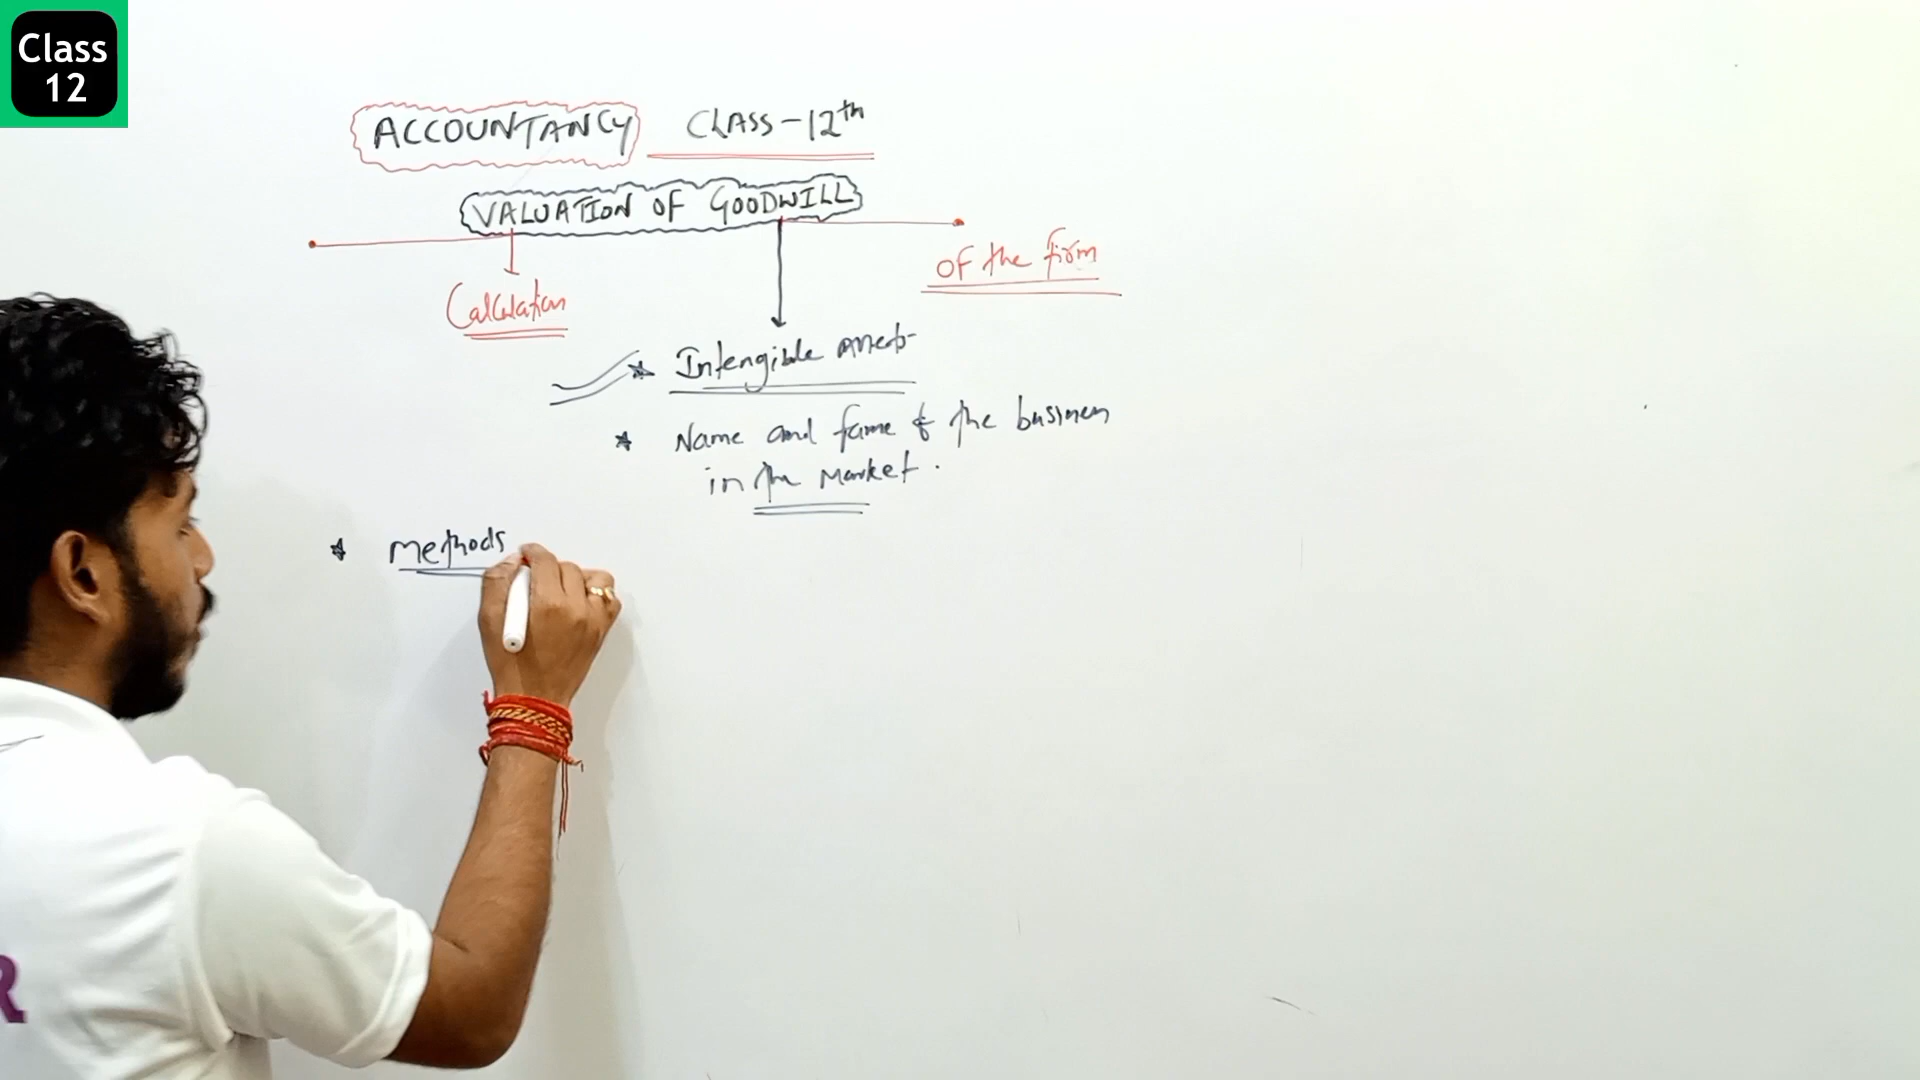 Class
12
ACCOUNTANCY CLASS-12th
VALUATION OF GOODWILL
OF the firm
Calculation
Intengible Assets
Name and fame of the business
in the Market.
Methods
R